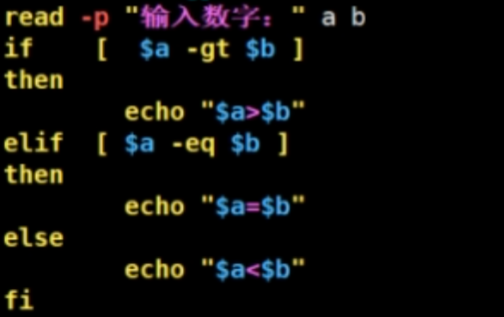 read -p "输入数字：" a b
if    [  $a -gt $b ]
then
        echo "$a>$b"
elif  [ $a -eq $b ]
then
        echo "$a=$b"
else
        echo "$a<$b"
fi